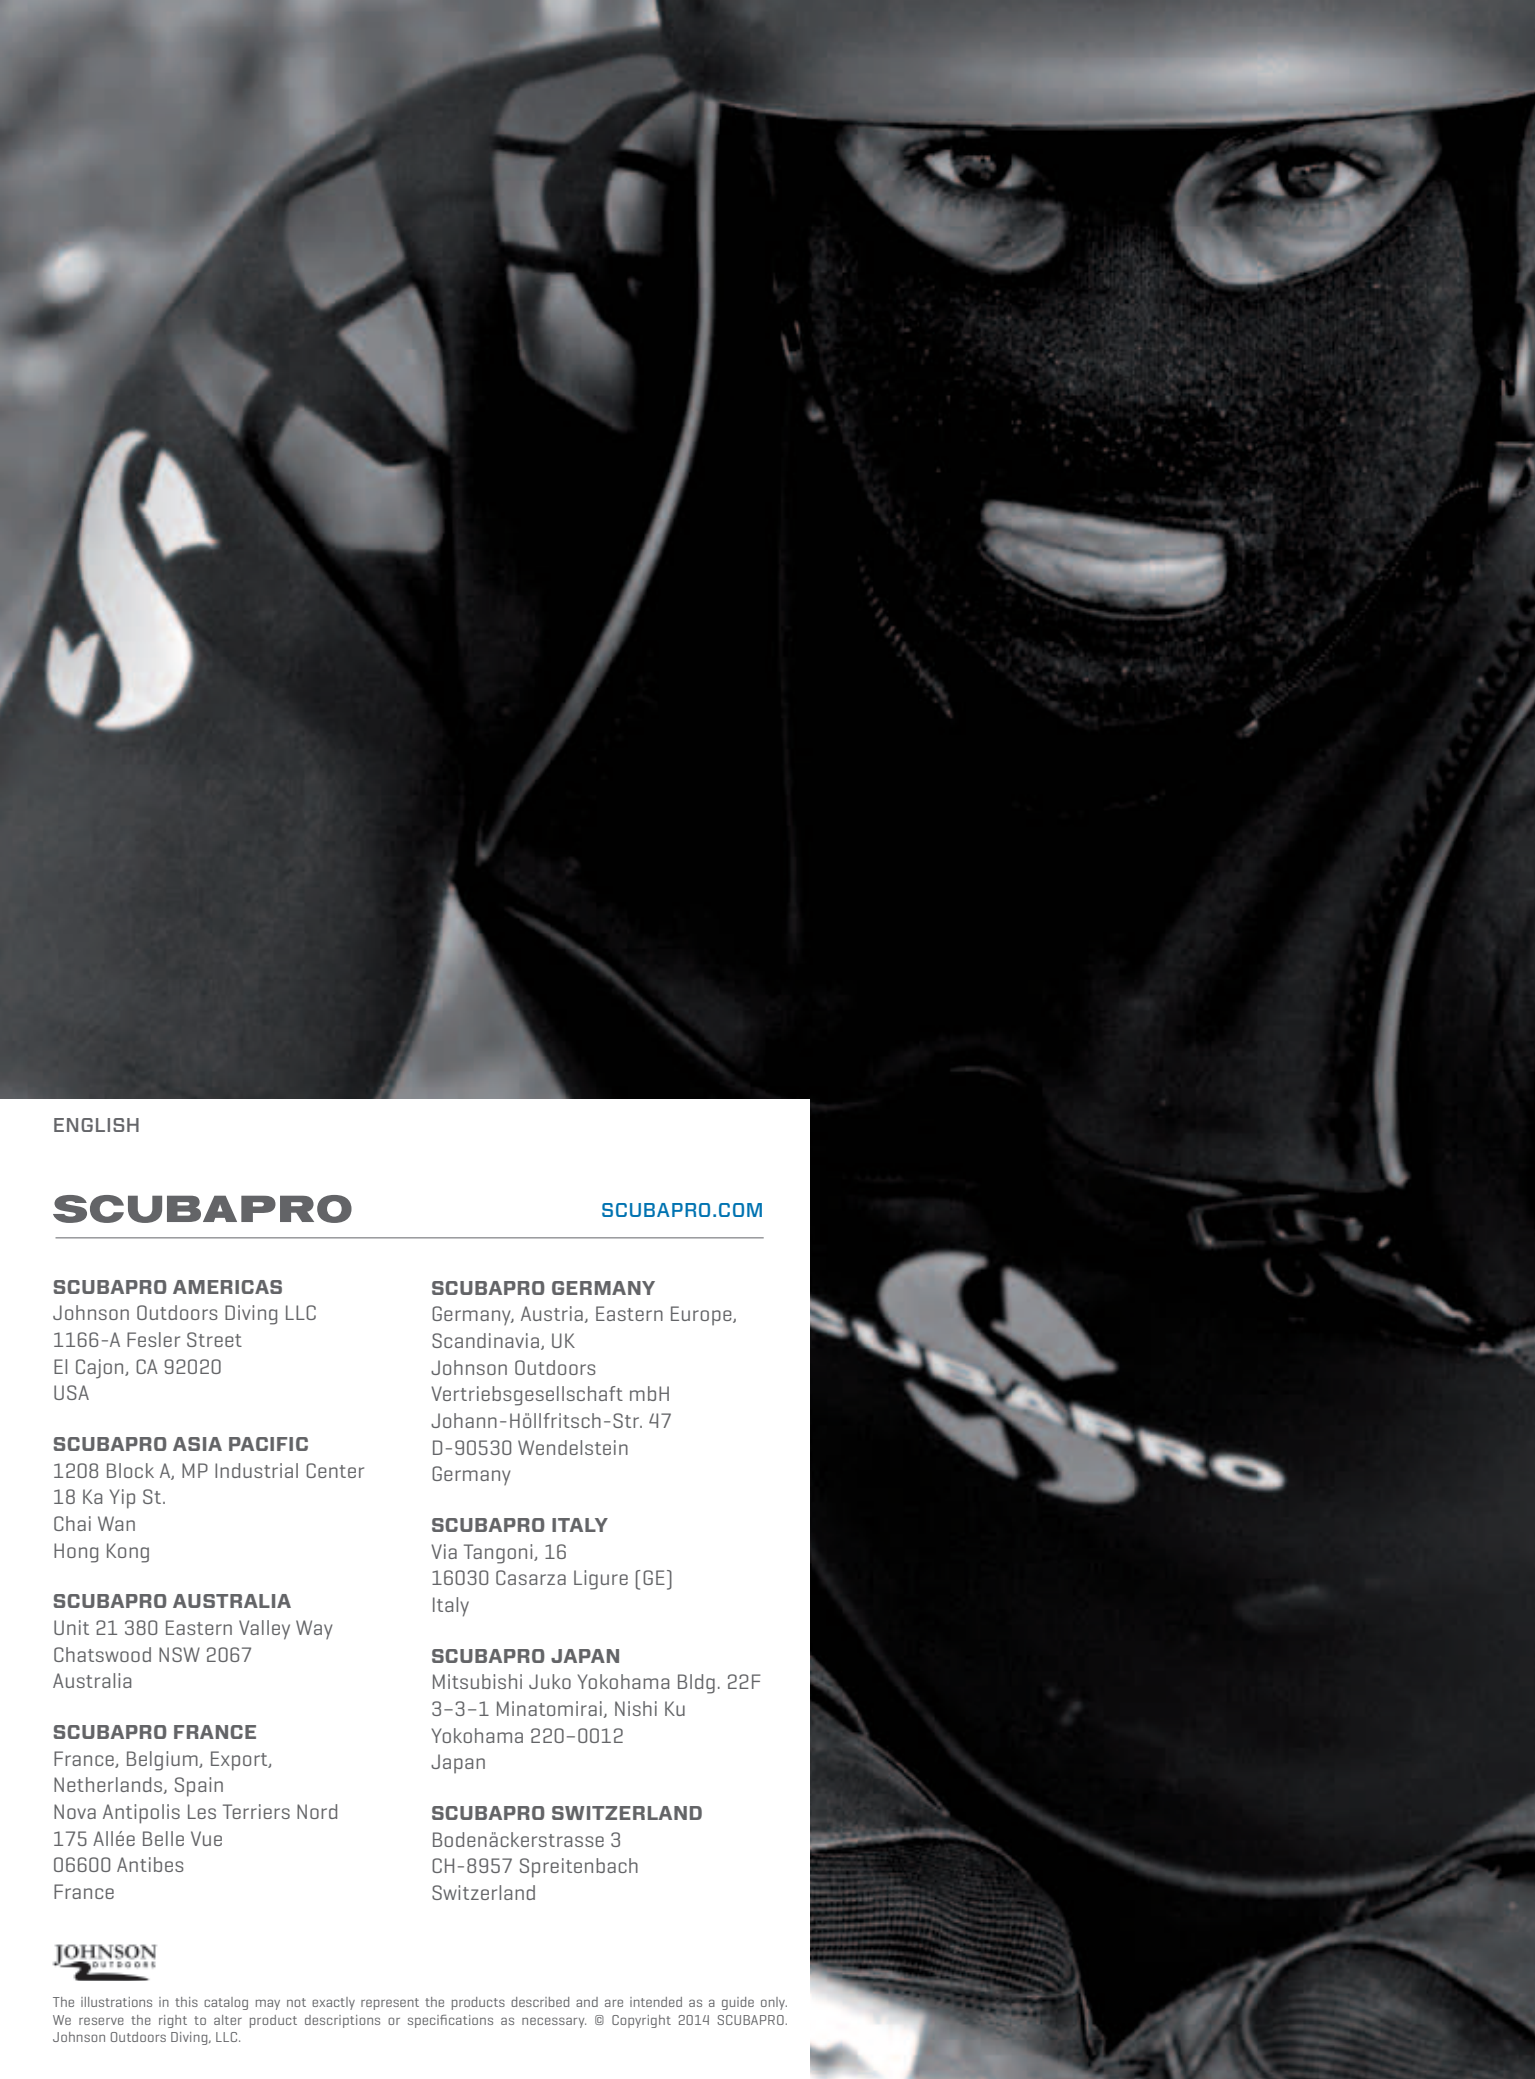 ENGLISH
SCUBAPRO
SCUBAPRO.COM
SCUBAPRO AMERICAS
Johnson Outdoors Diving LLC
1166-A Fesler Street
El Cajon, CA 92020
USA
SCUBAPRO ASIA PACIFIC
1208 Block A, MP Industrial Center
18 Ka Yip St.
Chai Wan
Hong Kong
SCUBAPRO AUSTRALIA
Unit 21 380 Eastern Valley Way
Chatswood NSW 2067
Australia
SCUBAPRO FRANCE
France, Belgium, Export,
Netherlands, Spain
Nova Antipolis Les Terriers Nord
175 Allée Belle Vue
06600 Antibes
France
SCUBAPRO GERMANY
Germany, Austria, Eastern Europe,
Scandinavia, UK
Johnson Outdoors
Vertriebsgesellschaft mbH
Johann-Höllfritsch-Str. 47
D-90530 Wendelstein
Germany
SCUBAPRO ITALY
Via Tangoni, 16
16030 Casarza Ligure (GE)
Italy
SCUBAPRO JAPAN
Mitsubishi Juko Yokohama Bldg. 22F
3–3–1 Minatomirai, Nishi Ku
Yokohama 220–0012
Japan
SCUBAPRO SWITZERLAND
Bodenäckerstrasse 3
CH-8957 Spreitenbach
Switzerland
SCUBAPRO
JOHNSON
OUTDOORS
The illustrations in this catalog may not exactly represent the products described and are intended as a guide only.
We reserve the right to alter product descriptions or specifications as necessary. © Copyright 2014 SCUBAPRO.
Johnson Outdoors Diving, LLC.